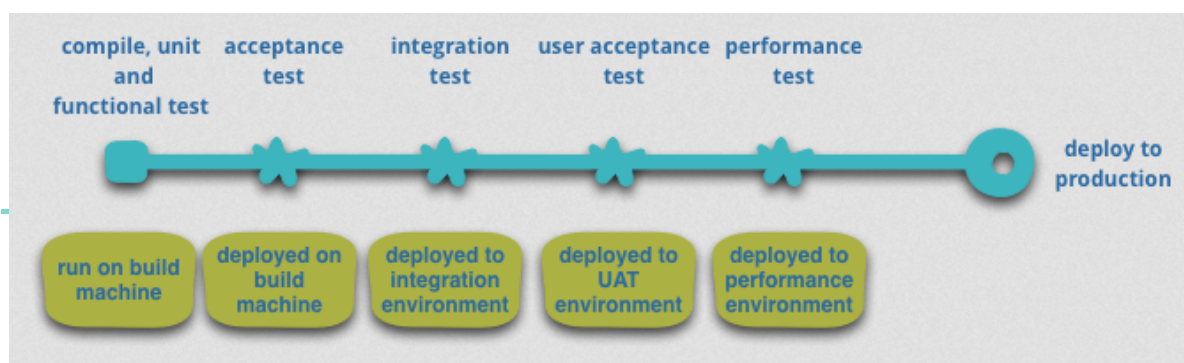 compile, unit
and
functional test
acceptance
test
integration
test
user acceptance
test
performance
test
deploy to
production
run on build
machine
deployed on
build
machine
deployed to
integration
environment
deployed to
UAT
environment
deployed to
performance
environment